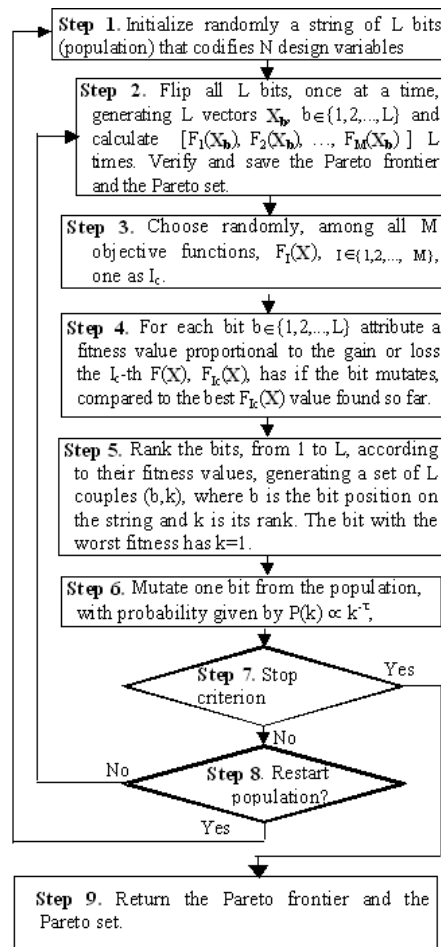 Step 1. Initialize randomly a string of L bits
(population) that codifies N design variables
Step 2. Flip all L bits, once at a time,
generating L vectors X_b, b∈{1,2,...,L} and
calculate [F_1(X_b), F_2(X_b), ..., F_M(X_b) ] L
times. Verify and save the Pareto frontier
and the Pareto set.
Step 3. Choose randomly, among all M
objective functions, F_I(X), I∈{1,2,..., M},
one as I_c.
Step 4. For each bit b∈{1,2,...,L} attribute a
fitness value proportional to the gain or loss
the I_c-th F(X), F_Ic(X), has if the bit mutates,
compared to the best F_Ic(X) value found so far.
Step 5. Rank the bits, from 1 to L, according
to their fitness values, generating a set of L
couples (b,k), where b is the bit position on
the string and k is its rank. The bit with the
worst fitness has k=1.
Step 6. Mutate one bit from the population,
with probability given by P(k) ∝ k^-τ,
Step 7. Stop
criterion
Yes
No
Step 8. Restart
population?
No
Yes
Step 9. Return the Pareto frontier and the
Pareto set.